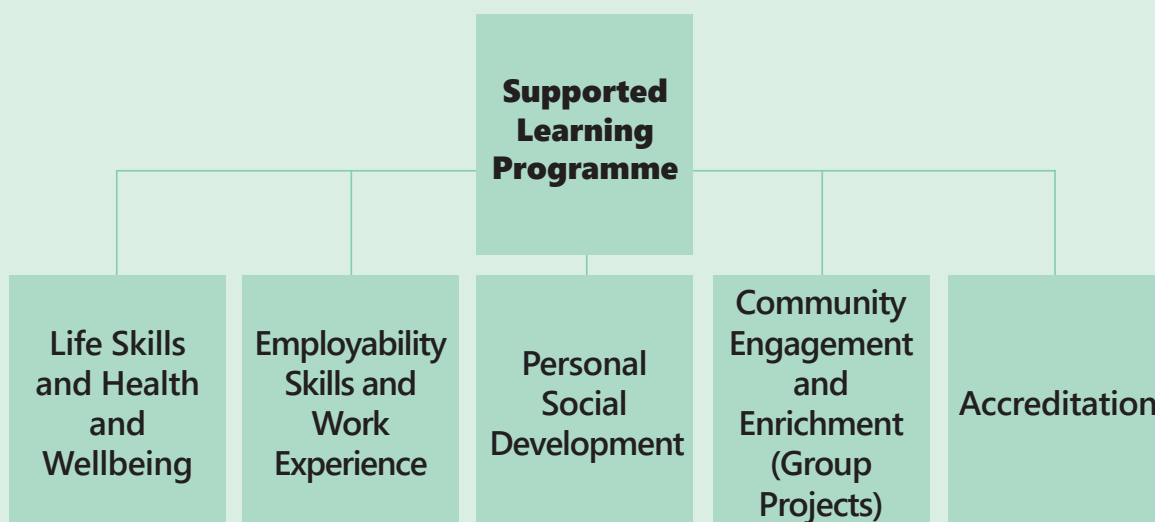 Supported
Learning
Programme
Life Skills
and Health
and
Wellbeing
Employability
Skills and
Work
Experience
Personal
Social
Development
Community
Engagement
and
Enrichment
(Group
Projects)
Accreditation